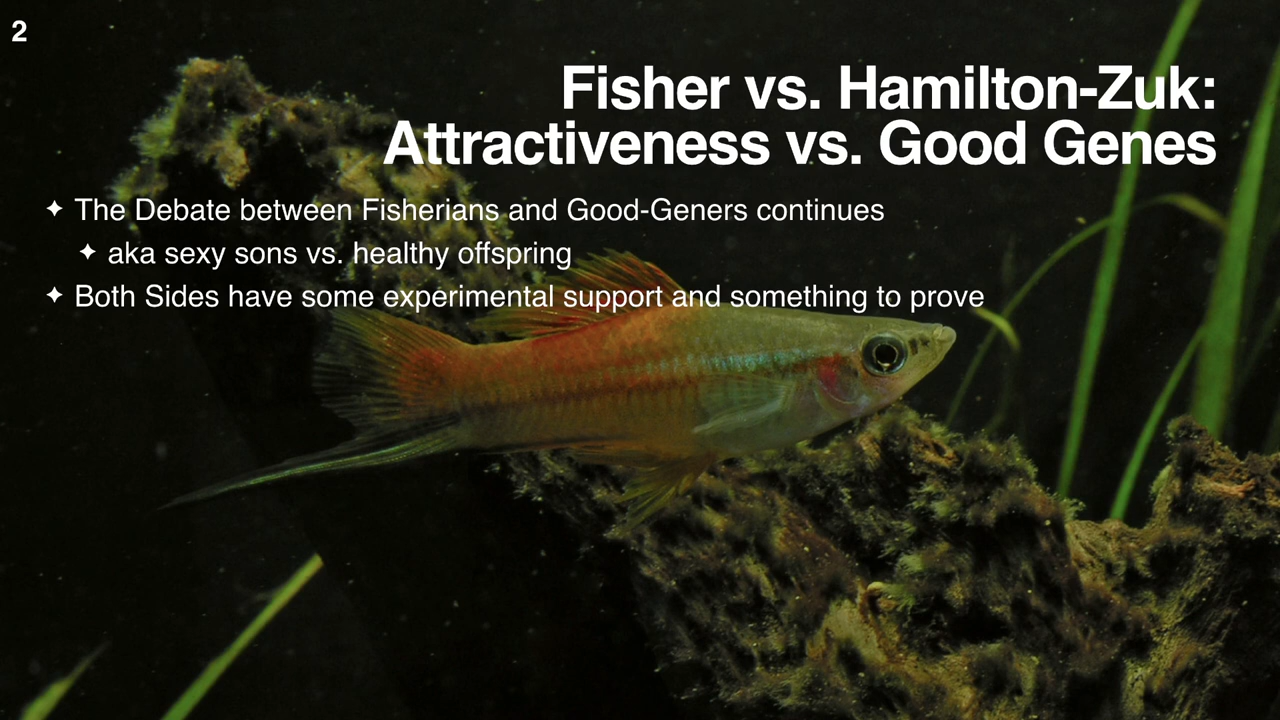 2
Fisher vs. Hamilton-Zuk:
Attractiveness vs. Good Genes
✦ The Debate between Fisherians and Good-Geners continues
✦ aka sexy sons vs. healthy offspring
✦ Both Sides have some experimental support and something to prove